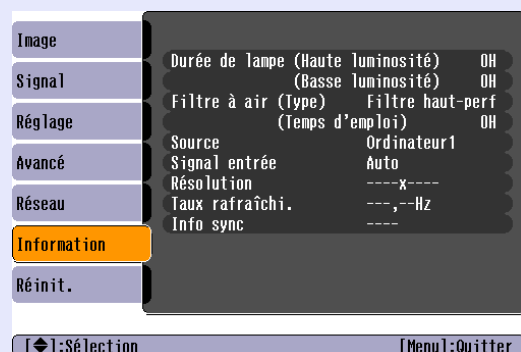 Image
Signal
Réglage
Avancé
Réseau
Information
Réinit.
Durée de lampe (Haute luminosité) 0H
(Basse luminosité) 0H
Filtre à air (Type) Filtre haut-perf
(Temps d'emploi) 0H
Source Ordinateur1
Signal entrée Auto
Résolution ----x----
Taux rafraîchi. ---,--Hz
Info sync ----
[◆]:Sélection [Menu]:Quitter